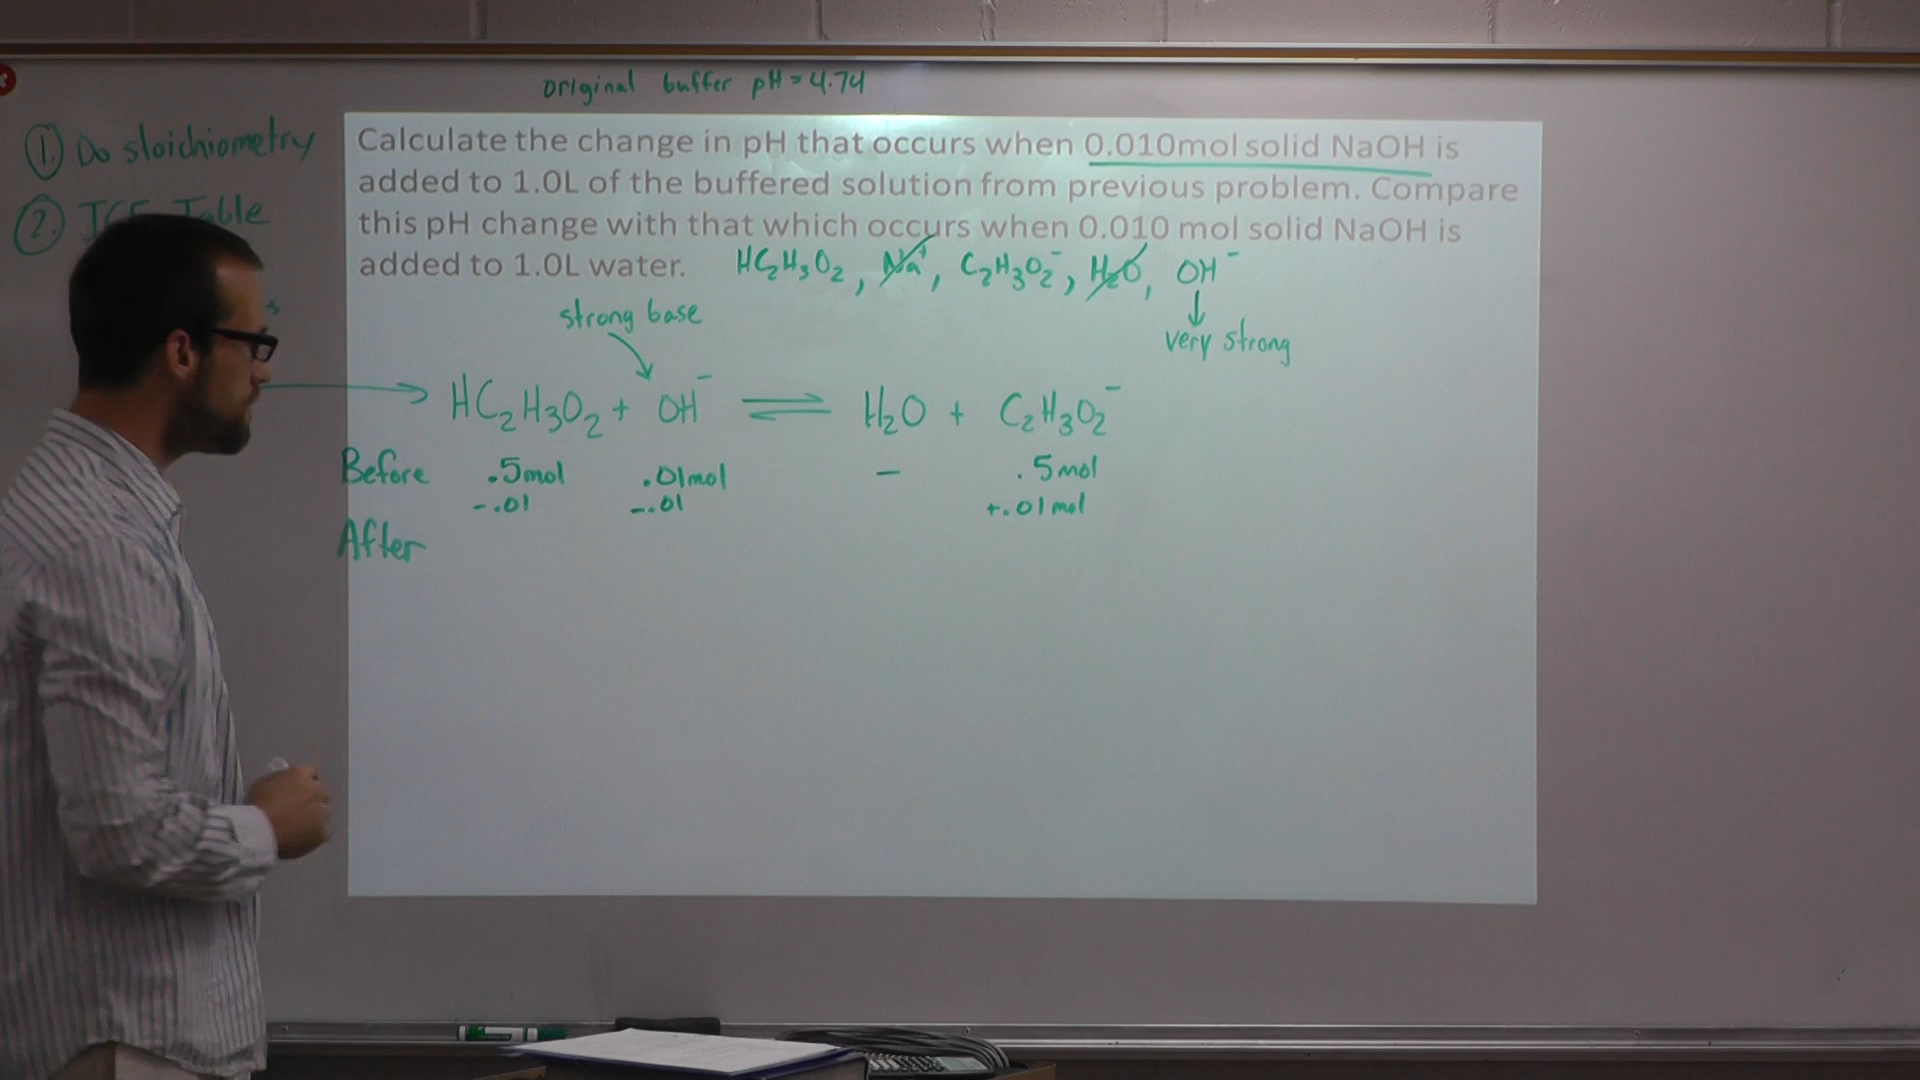 original buffer pH = 4.74
① Do stoichiometry
② ICE Table
Calculate the change in pH that occurs when 0.010mol solid NaOH is
added to 1.0L of the buffered solution from previous problem. Compare
this pH change with that which occurs when 0.010 mol solid NaOH is
added to 1.0L water.
HC₂H₃O₂, Na⁺, C₂H₃O₂⁻, H₂O, OH⁻
strong base
very strong
HC₂H₃O₂ + OH⁻ ⇌ H₂O + C₂H₃O₂⁻
Before .5mol .01mol – .5mol
-.01 -.01 +.01mol
After